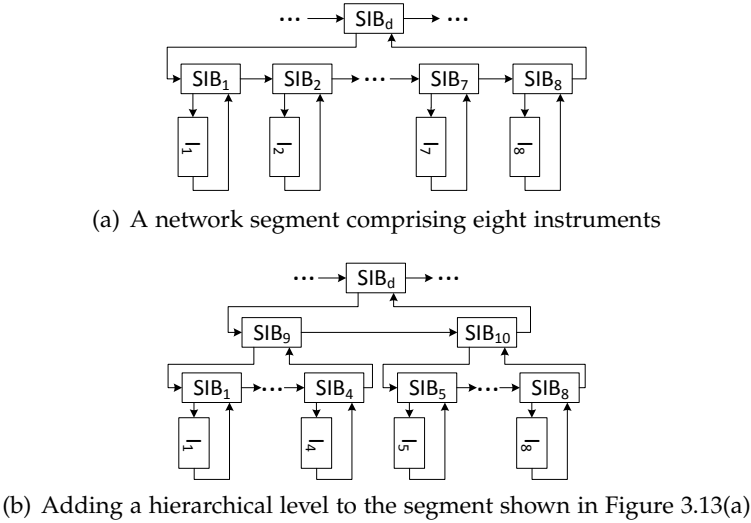 ... SIB_d ...
SIB_1 SIB_2 ... SIB_7 SIB_8
I_1 I_2 I_7 I_8
(a) A network segment comprising eight instruments
... SIB_d ...
SIB_9 SIB_10
SIB_1 ... SIB_4 SIB_5 ... SIB_8
I_1 I_4 I_5 I_8
(b) Adding a hierarchical level to the segment shown in Figure 3.13(a)